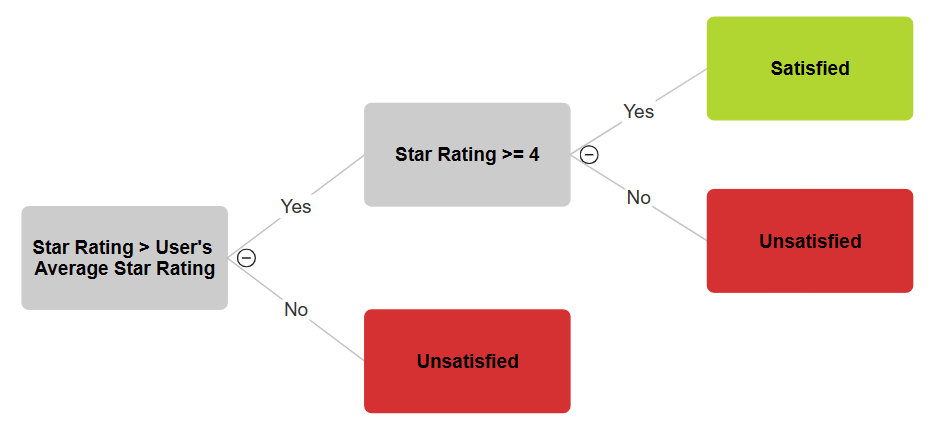 Satisfied
Yes
Star Rating >= 4
No
Yes
Unsatisfied
Star Rating > User's
Average Star Rating
No
Unsatisfied